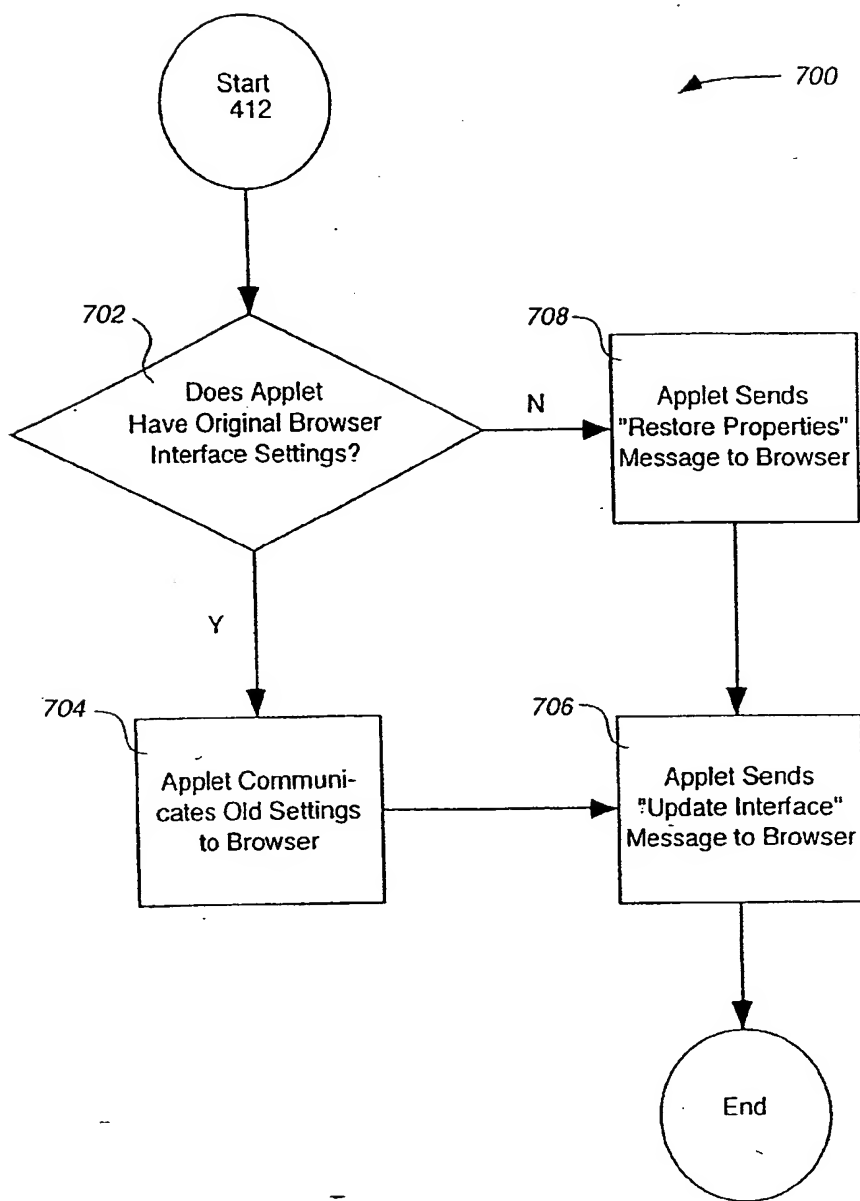 Start
412
700
702
Does Applet
Have Original Browser
Interface Settings?
N
708
Applet Sends
"Restore Properties"
Message to Browser
Y
704
Applet Communi-
cates Old Settings
to Browser
706
Applet Sends
"Update Interface"
Message to Browser
End